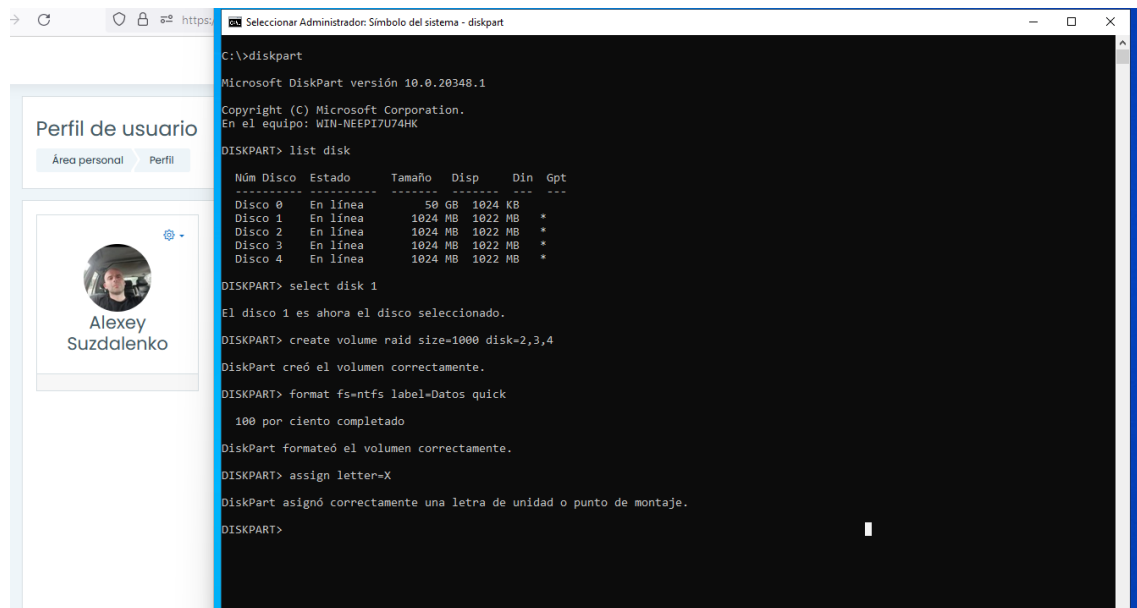 https:/
Perfil de usuario
Área personal Perfil
Alexey
Suzdalenko
Seleccionar Administrador: Símbolo del sistema - diskpart
C:\>diskpart
Microsoft DiskPart versión 10.0.20348.1
Copyright (C) Microsoft Corporation.
En el equipo: WIN-NEEPI7U74HK
DISKPART> list disk
Núm Disco  Estado      Tamaño   Disp     Din  Gpt
---------- ----------  -------  -------  ---  ---
Disco 0    En línea      50 GB  1024 KB
Disco 1    En línea    1024 MB  1022 MB   *
Disco 2    En línea    1024 MB  1022 MB   *
Disco 3    En línea    1024 MB  1022 MB   *
Disco 4    En línea    1024 MB  1022 MB   *
DISKPART> select disk 1
El disco 1 es ahora el disco seleccionado.
DISKPART> create volume raid size=1000 disk=2,3,4
DiskPart creó el volumen correctamente.
DISKPART> format fs=ntfs label=Datos quick
100 por ciento completado
DiskPart formateó el volumen correctamente.
DISKPART> assign letter=X
DiskPart asignó correctamente una letra de unidad o punto de montaje.
DISKPART>